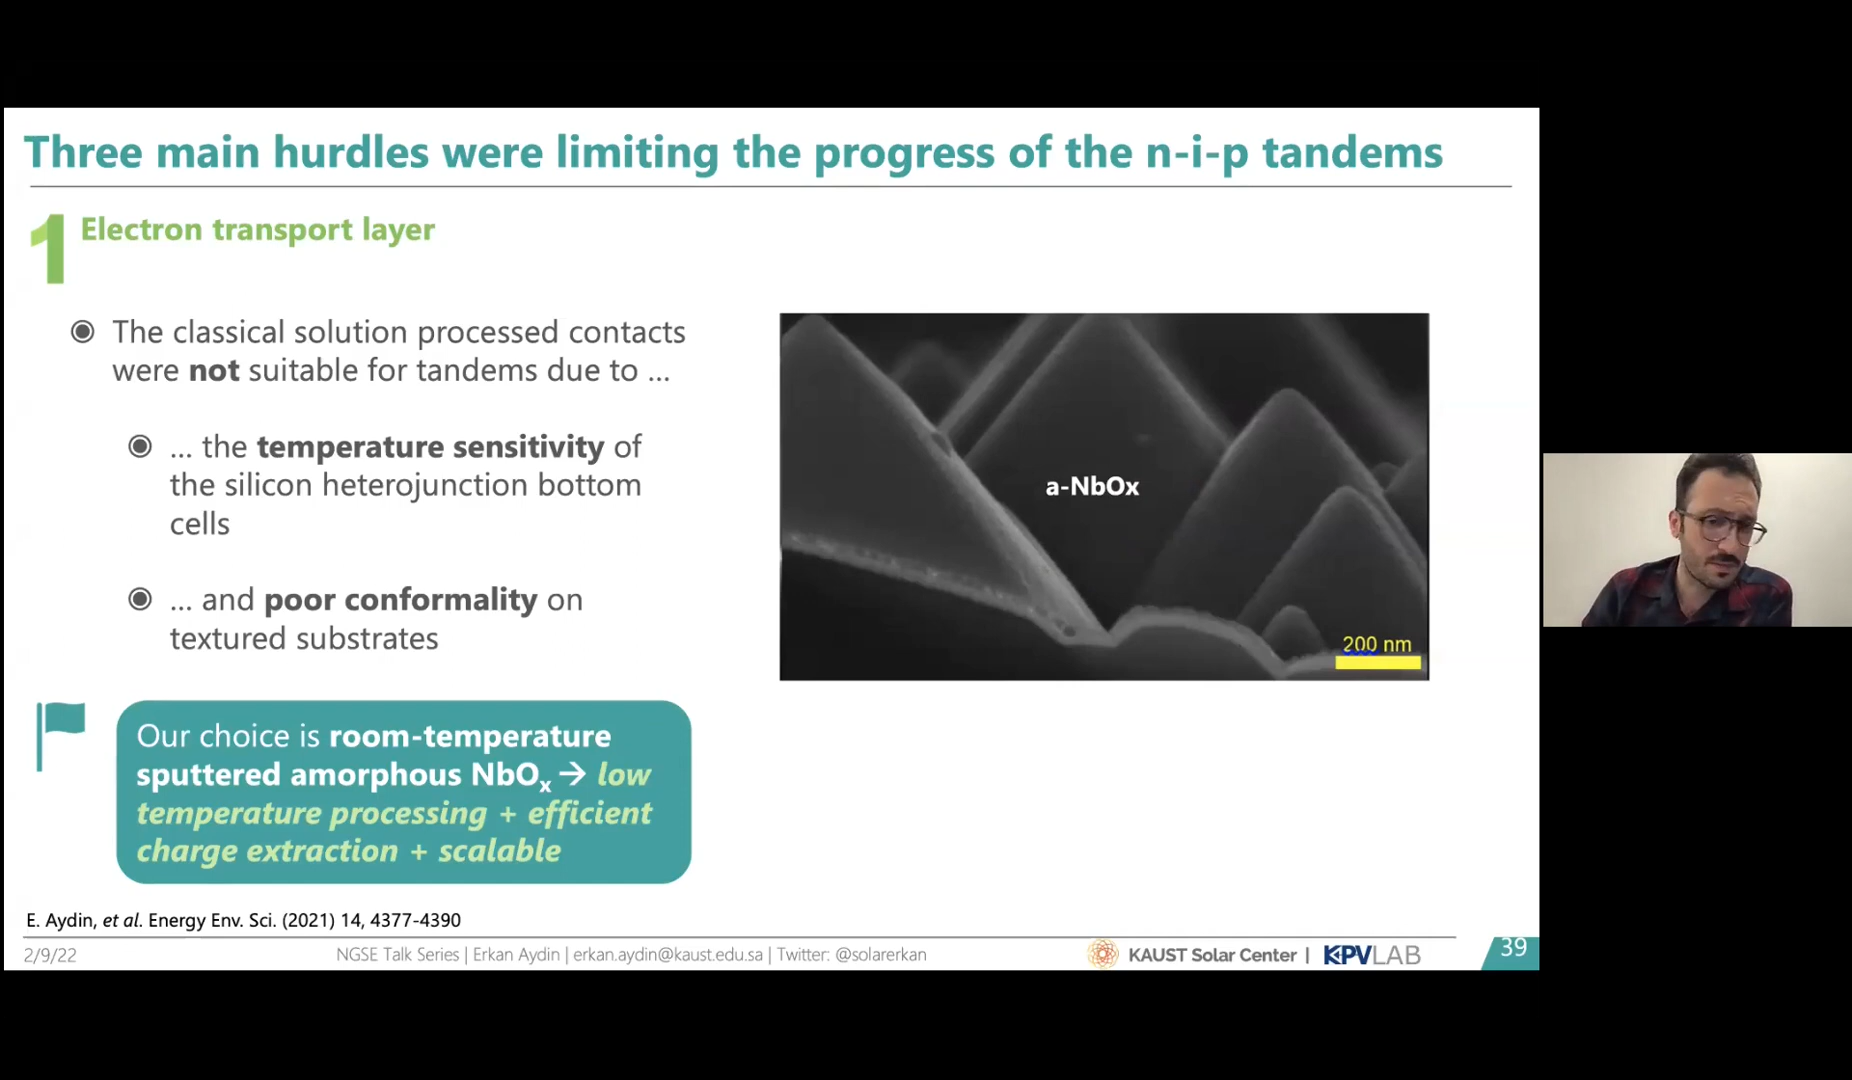 Three main hurdles were limiting the progress of the n-i-p tandems
1 Electron transport layer
The classical solution processed contacts
were not suitable for tandems due to ...
... the temperature sensitivity of
the silicon heterojunction bottom
cells
... and poor conformality on
textured substrates
a-NbOx
200 nm
Our choice is room-temperature
sputtered amorphous NbOx → low
temperature processing + efficient
charge extraction + scalable
E. Aydin, et al. Energy Env. Sci. (2021) 14, 4377-4390
2/9/22
NGSE Talk Series | Erkan Aydin | erkan.aydin@kaust.edu.sa | Twitter: @solarerkan
KAUST Solar Center | KPVLAB
39